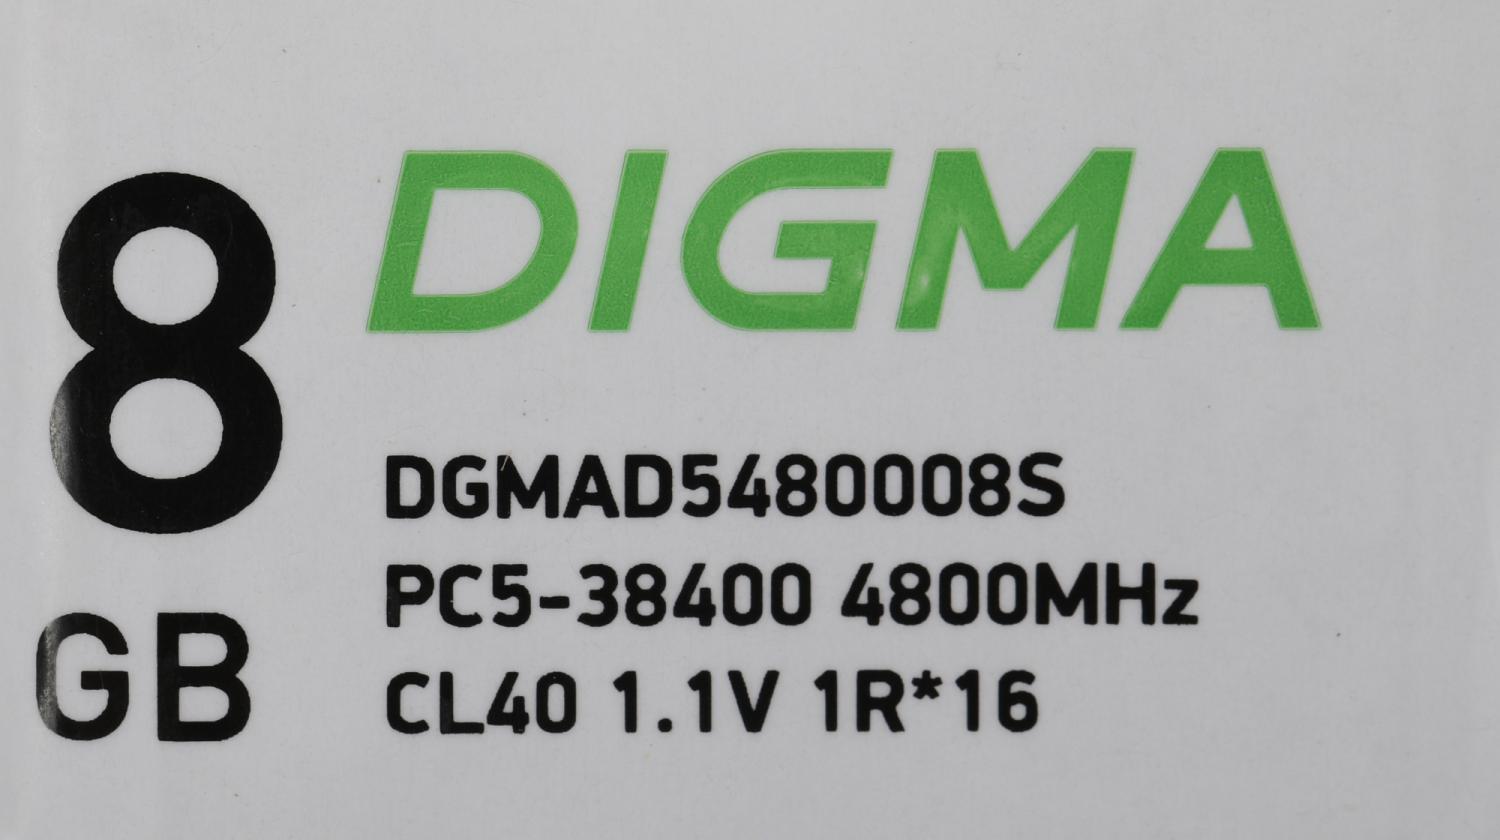 8
GB
DIGMA
DGMAD5480008S
PC5-38400 4800MHz
CL40 1.1V 1R*16